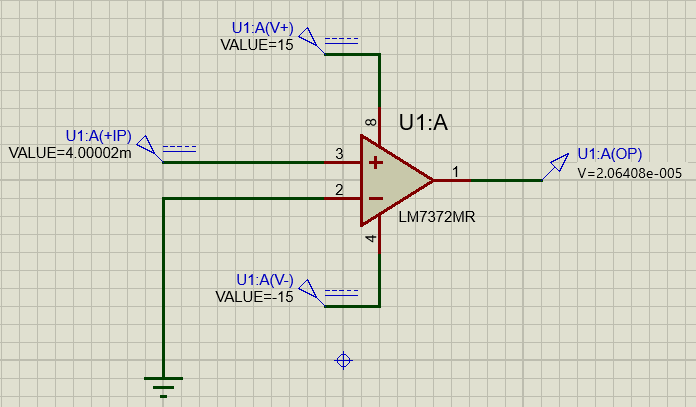 U1:A(V+)
VALUE=15
8
U1:A
U1:A(+IP)
VALUE=4.00002m
3
+
1
U1:A(OP)
V=2.06408e-005
2
−
LM7372MR
4
U1:A(V-)
VALUE=-15